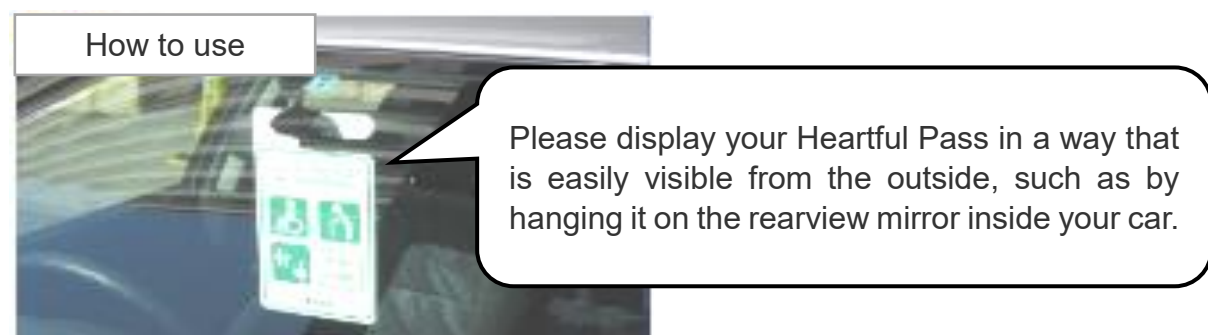 How to use
Please display your Heartful Pass in a way that
is easily visible from the outside, such as by
hanging it on the rearview mirror inside your car.